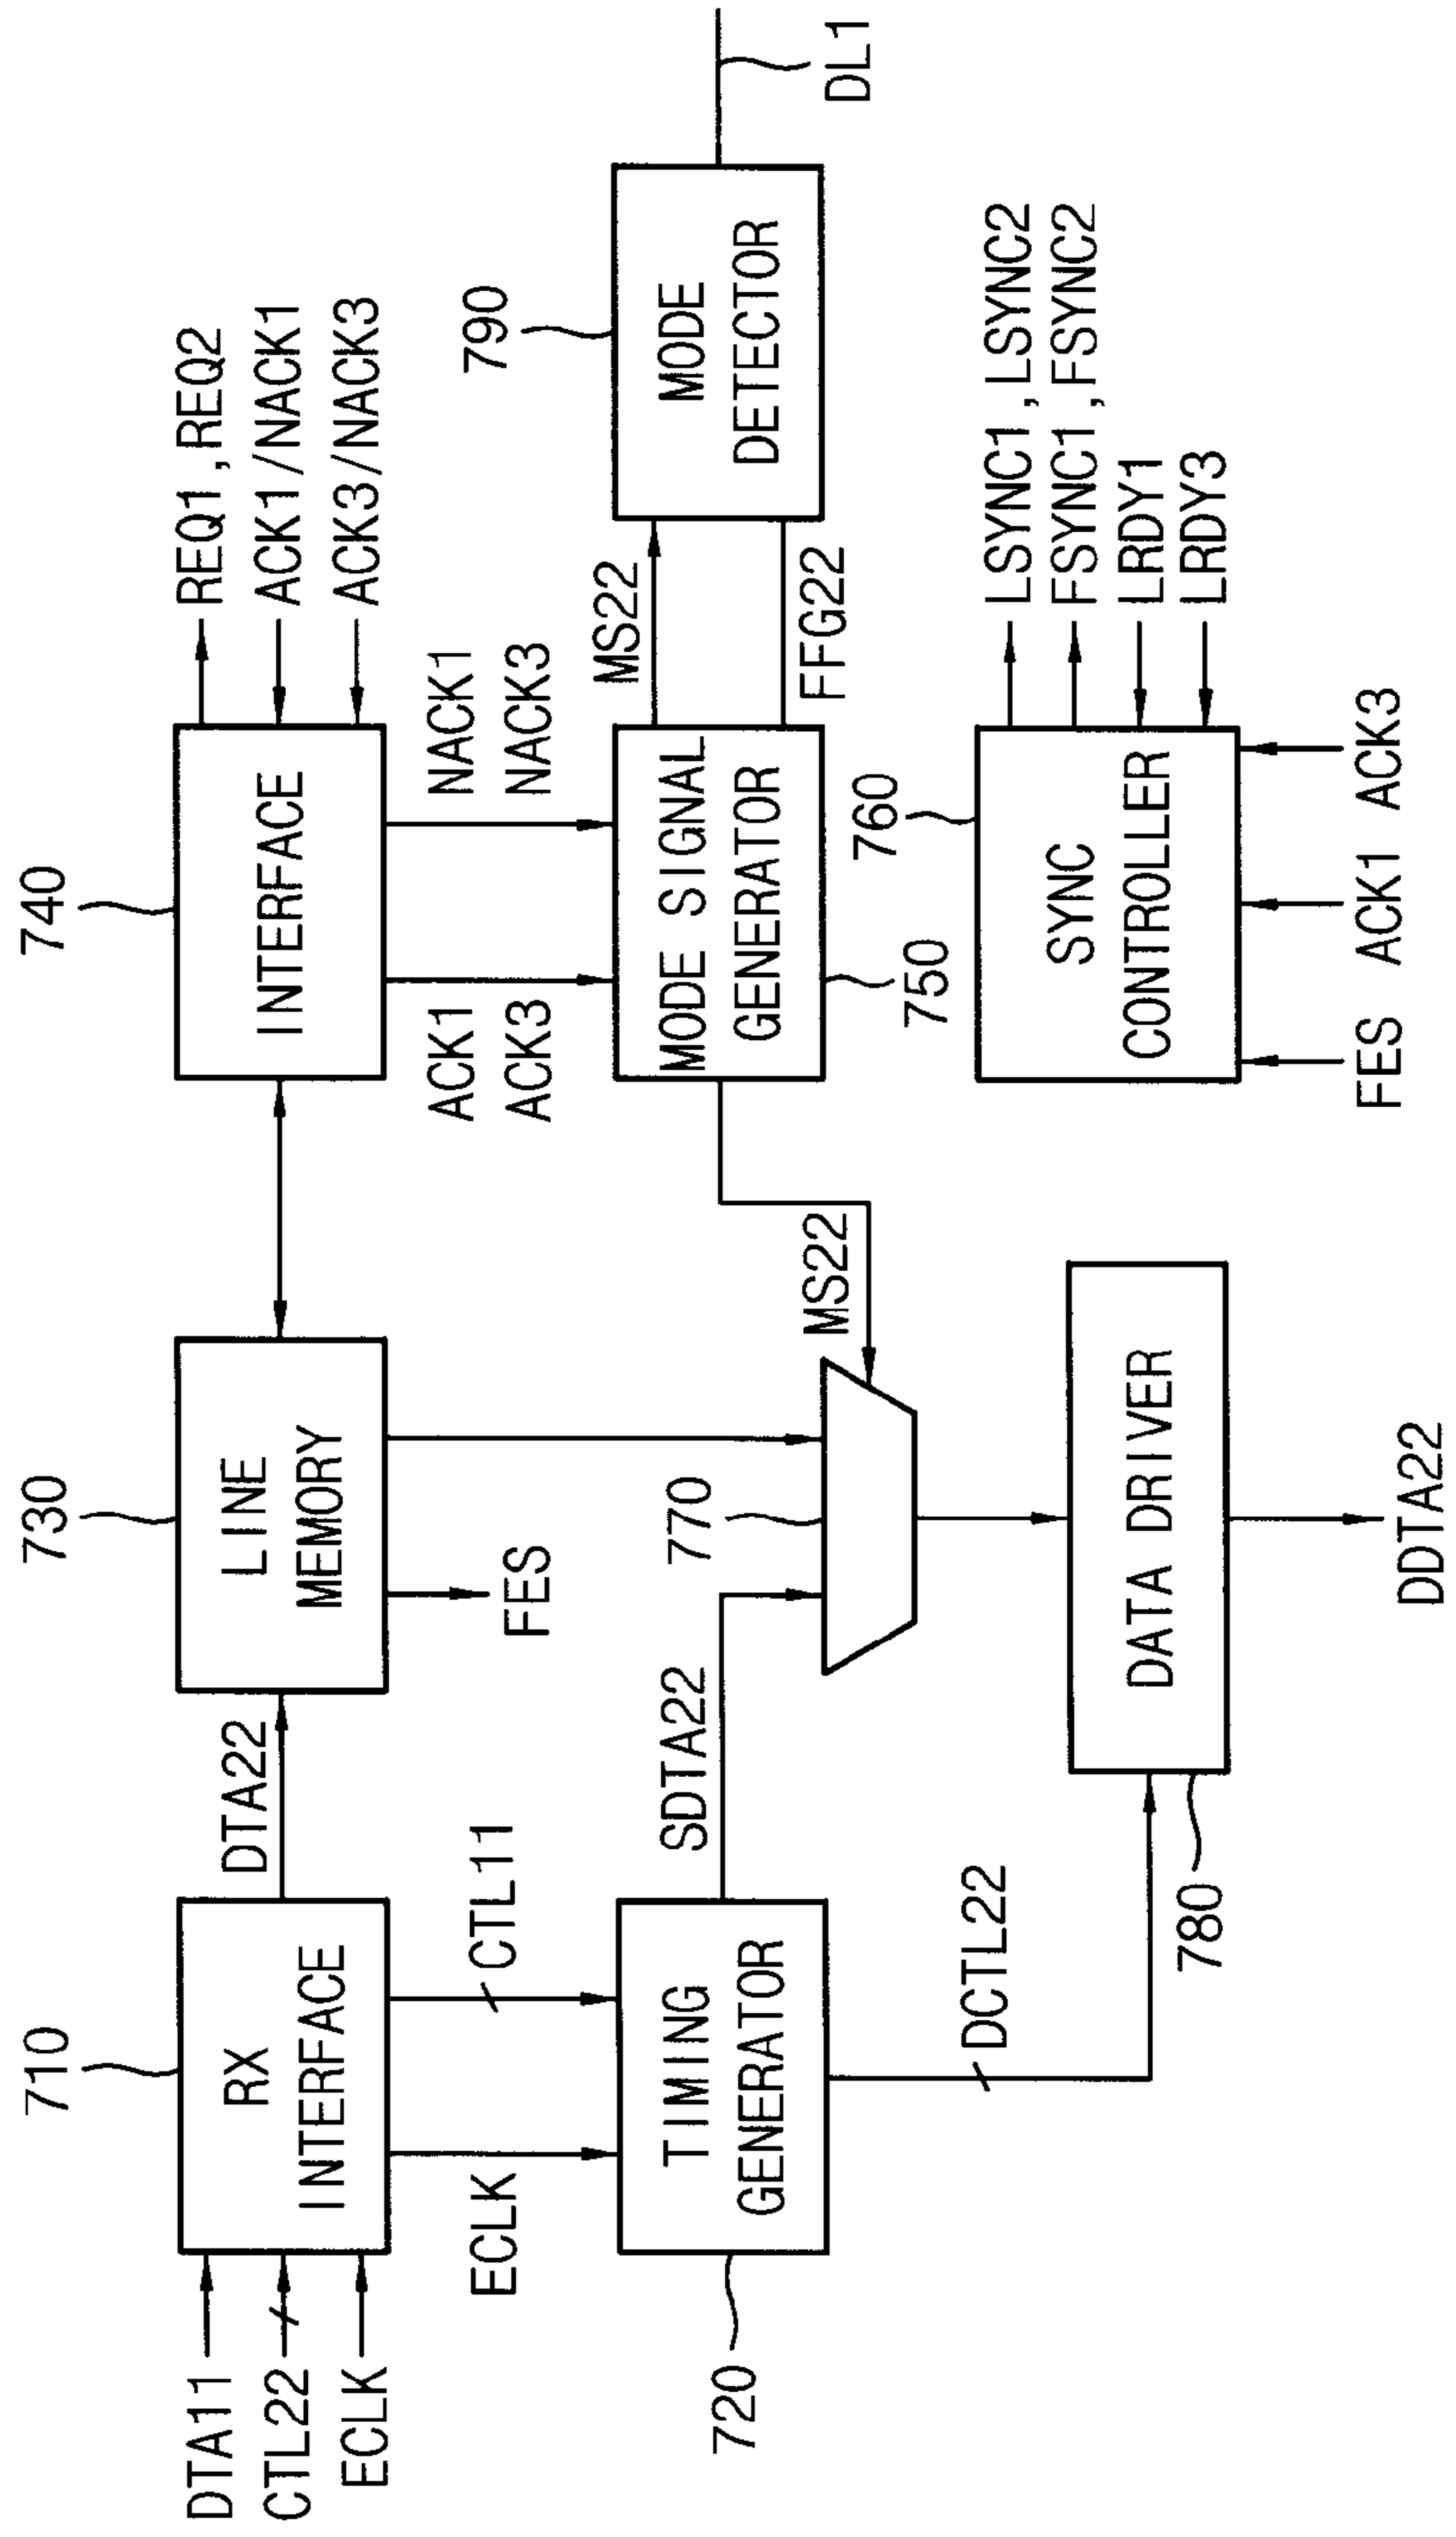 710
730
740
DTA11
CTL22
ECLK
RX
INTERFACE
DTA22
LINE
MEMORY
INTERFACE
REQ1,REQ2
ACK1/NACK1
ACK3/NACK3
ECLK
CTL11
FES
ACK1
ACK3
NACK1
NACK3
790
720
TIMING
GENERATOR
SDTA22
770
MODE SIGNAL
GENERATOR
MS22
FFG22
MODE
DETECTOR
DL1
MS22
750
760
DCTL22
780
DATA DRIVER
DDTA22
SYNC
CONTROLLER
LSYNC1,LSYNC2
FSYNC1,FSYNC2
LRDY1
LRDY3
FES
ACK1
ACK3